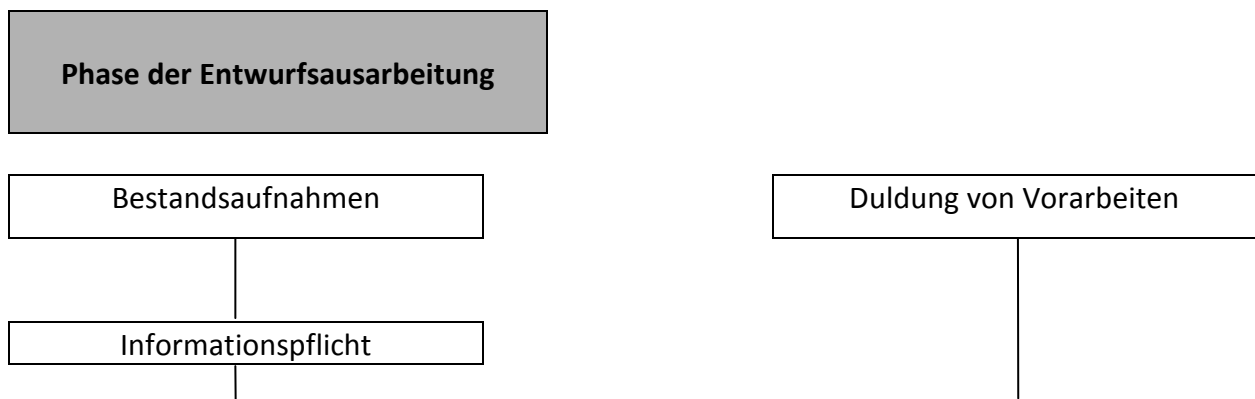 Phase der Entwurfsausarbeitung
Bestandsaufnahmen
Duldung von Vorarbeiten
Informationspflicht